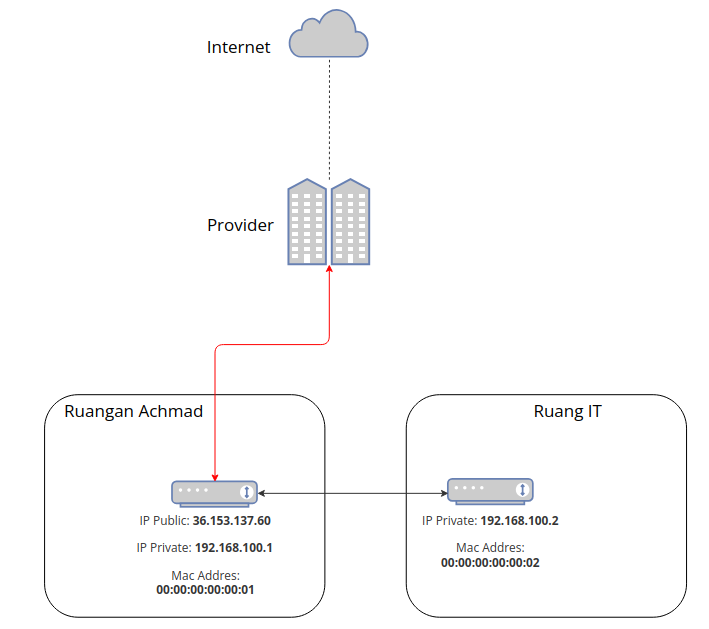 Internet
Provider
Ruangan Achmad
Ruang IT
IP Public: 36.153.137.60
IP Private: 192.168.100.1
Mac Addres:
00:00:00:00:00:01
IP Private: 192.168.100.2
Mac Addres:
00:00:00:00:00:02